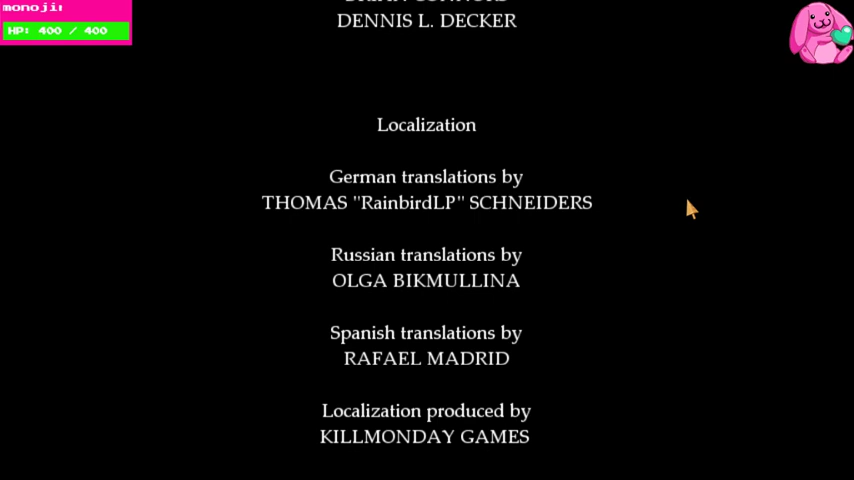 monoji
HP: 400 / 400
DENNIS L. DECKER
Localization
German translations by
THOMAS "RainbirdLP" SCHNEIDERS
Russian translations by
OLGA BIKMULLINA
Spanish translations by
RAFAEL MADRID
Localization produced by
KILLMONDAY GAMES